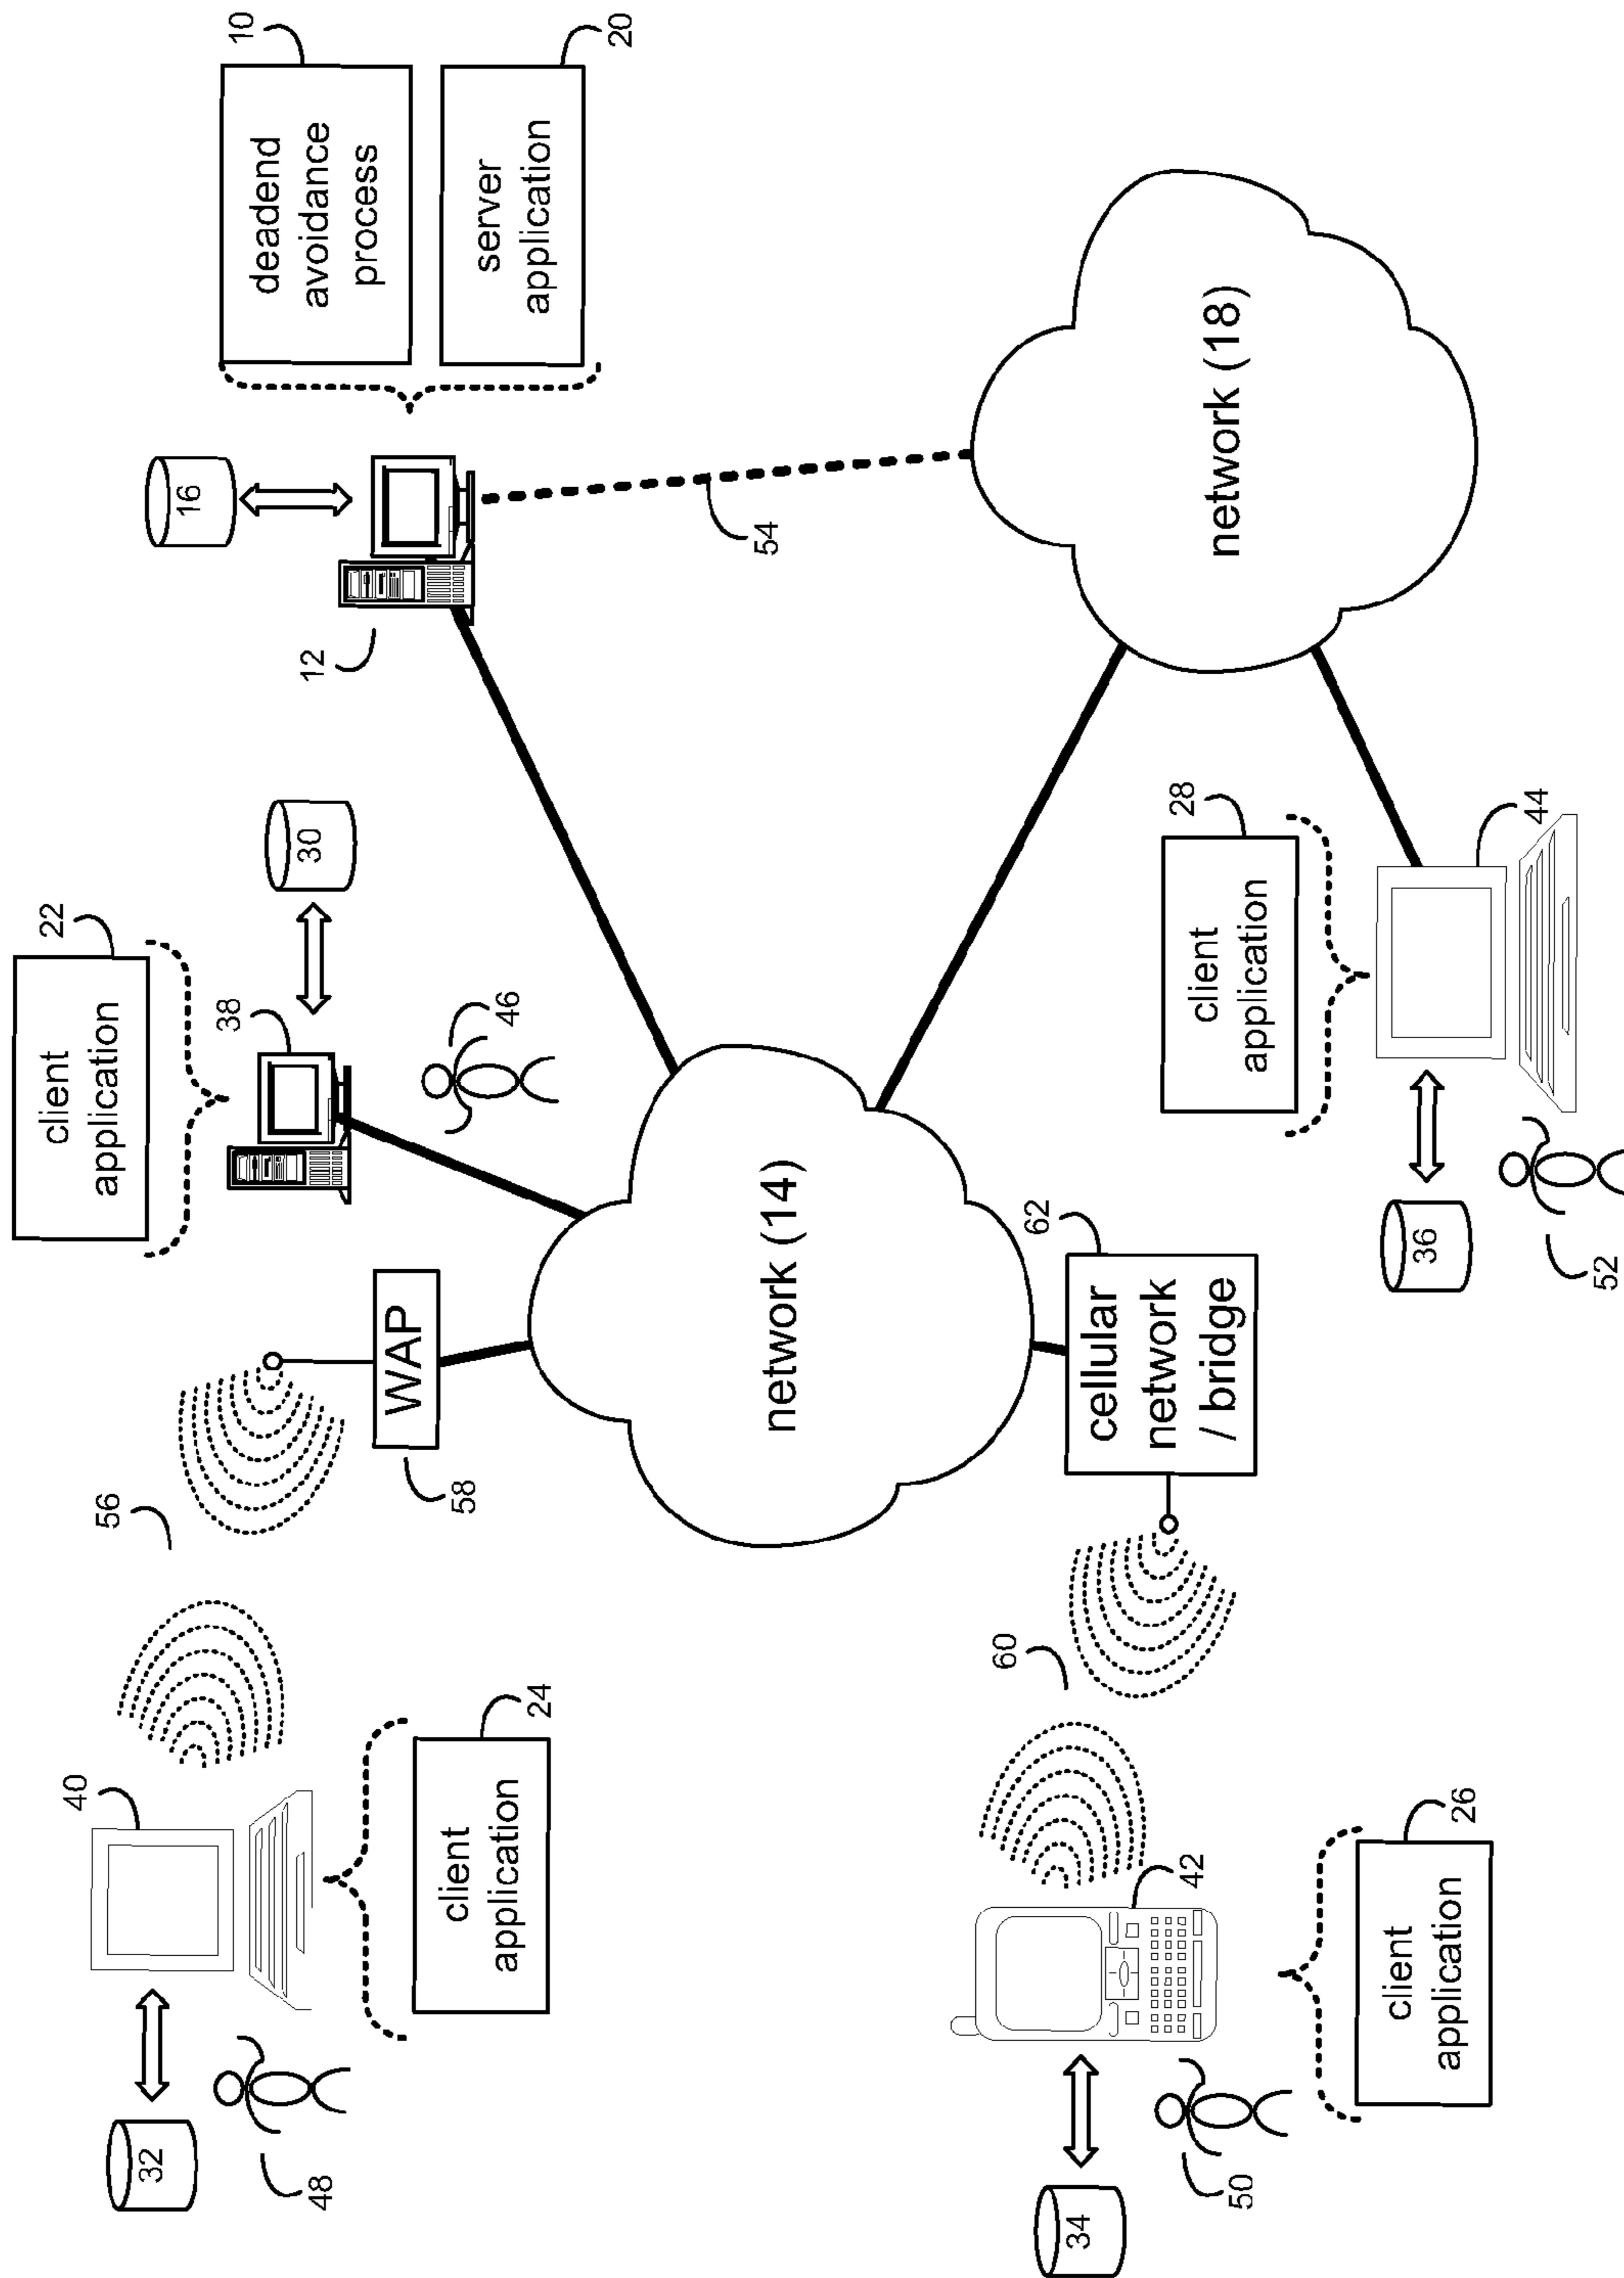 32
48
40
client
application
24
56
WAP
58
client
application
22
38
30
46
16
12
deadend
avoidance
process
10
server
application
20
54
network (14)
network (18)
34
50
42
client
application
26
60
cellular
network
/ bridge
62
36
52
client
application
28
44